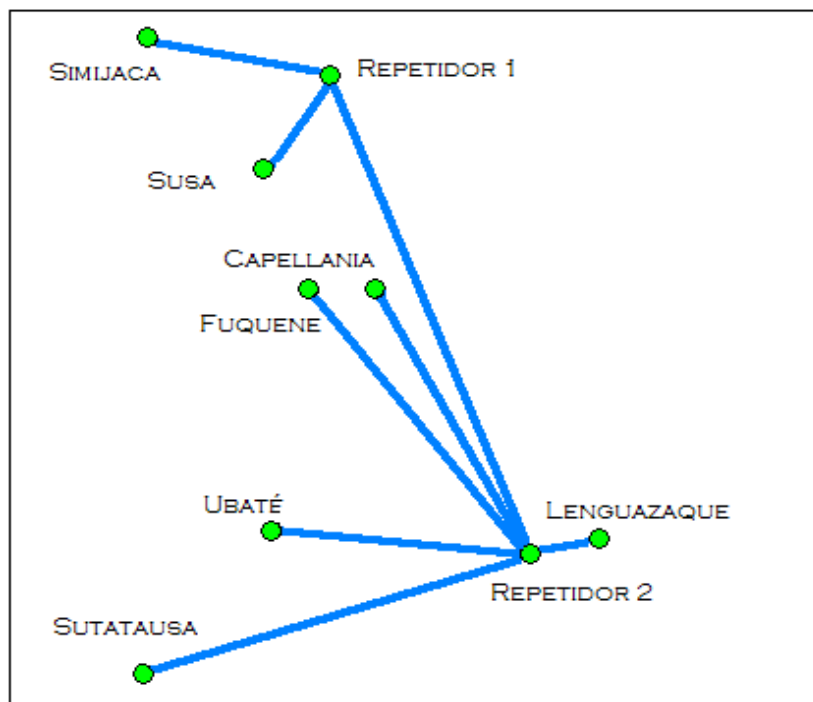 Simijaca
Repetidor 1
Susa
Capellania
Fuquene
Ubaté
Lenguazaque
Repetidor 2
Sutatausa